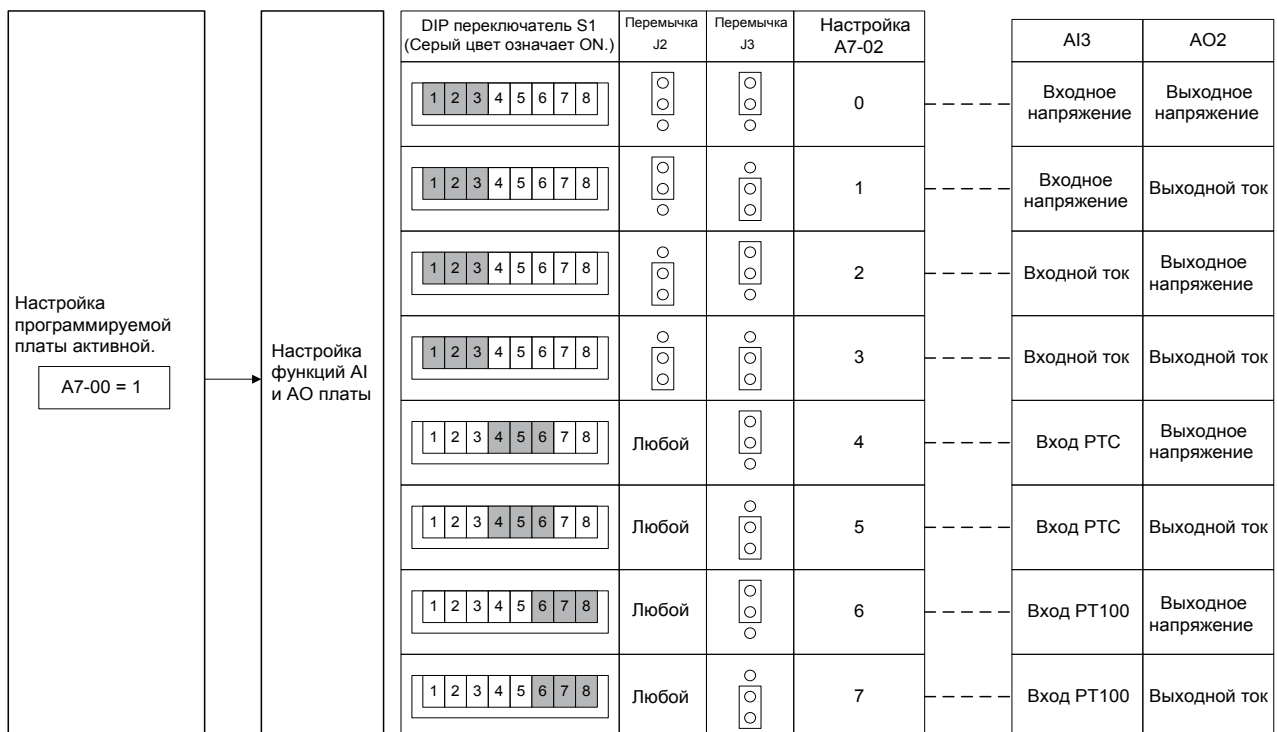 DIP переключатель S1
(Серый цвет означает ON.)
Перемычка
J2
Перемычка
J3
Настройка
A7-02
AI3
AO2
Настройка
программируемой
платы активной.
A7-00 = 1
Настройка
функций AI
и AO платы
1 2 3 4 5 6 7 8
0
Входное
напряжение
Выходное
напряжение
1 2 3 4 5 6 7 8
1
Входное
напряжение
Выходной ток
1 2 3 4 5 6 7 8
2
Входной ток
Выходное
напряжение
1 2 3 4 5 6 7 8
3
Входной ток
Выходной ток
1 2 3 4 5 6 7 8
Любой
4
Вход PTC
Выходное
напряжение
1 2 3 4 5 6 7 8
Любой
5
Вход PTC
Выходной ток
1 2 3 4 5 6 7 8
Любой
6
Вход PT100
Выходное
напряжение
1 2 3 4 5 6 7 8
Любой
7
Вход PT100
Выходной ток